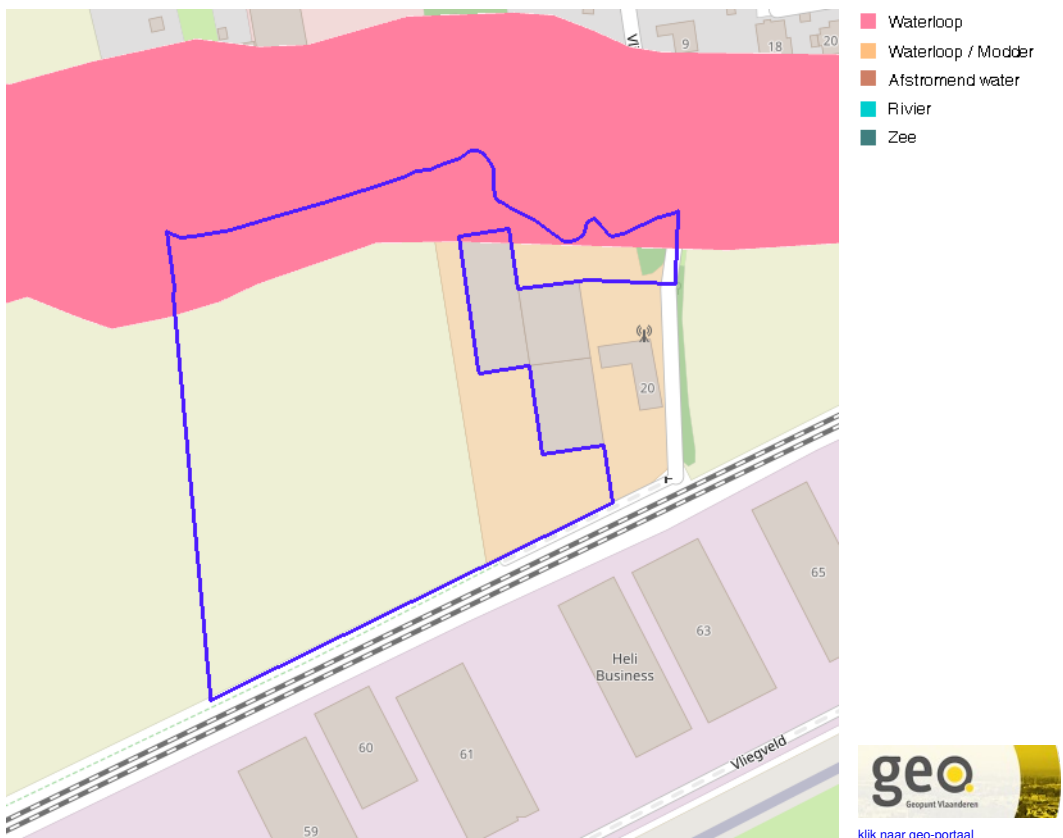 Waterloop
Waterloop / Modder
Afstromend water
Rivier
Zee
9
18
20
20
65
63
Heli
Business
60
61
59
Vliegveld
geo
Geopunt Vlaanderen
klik naar geo-portaal